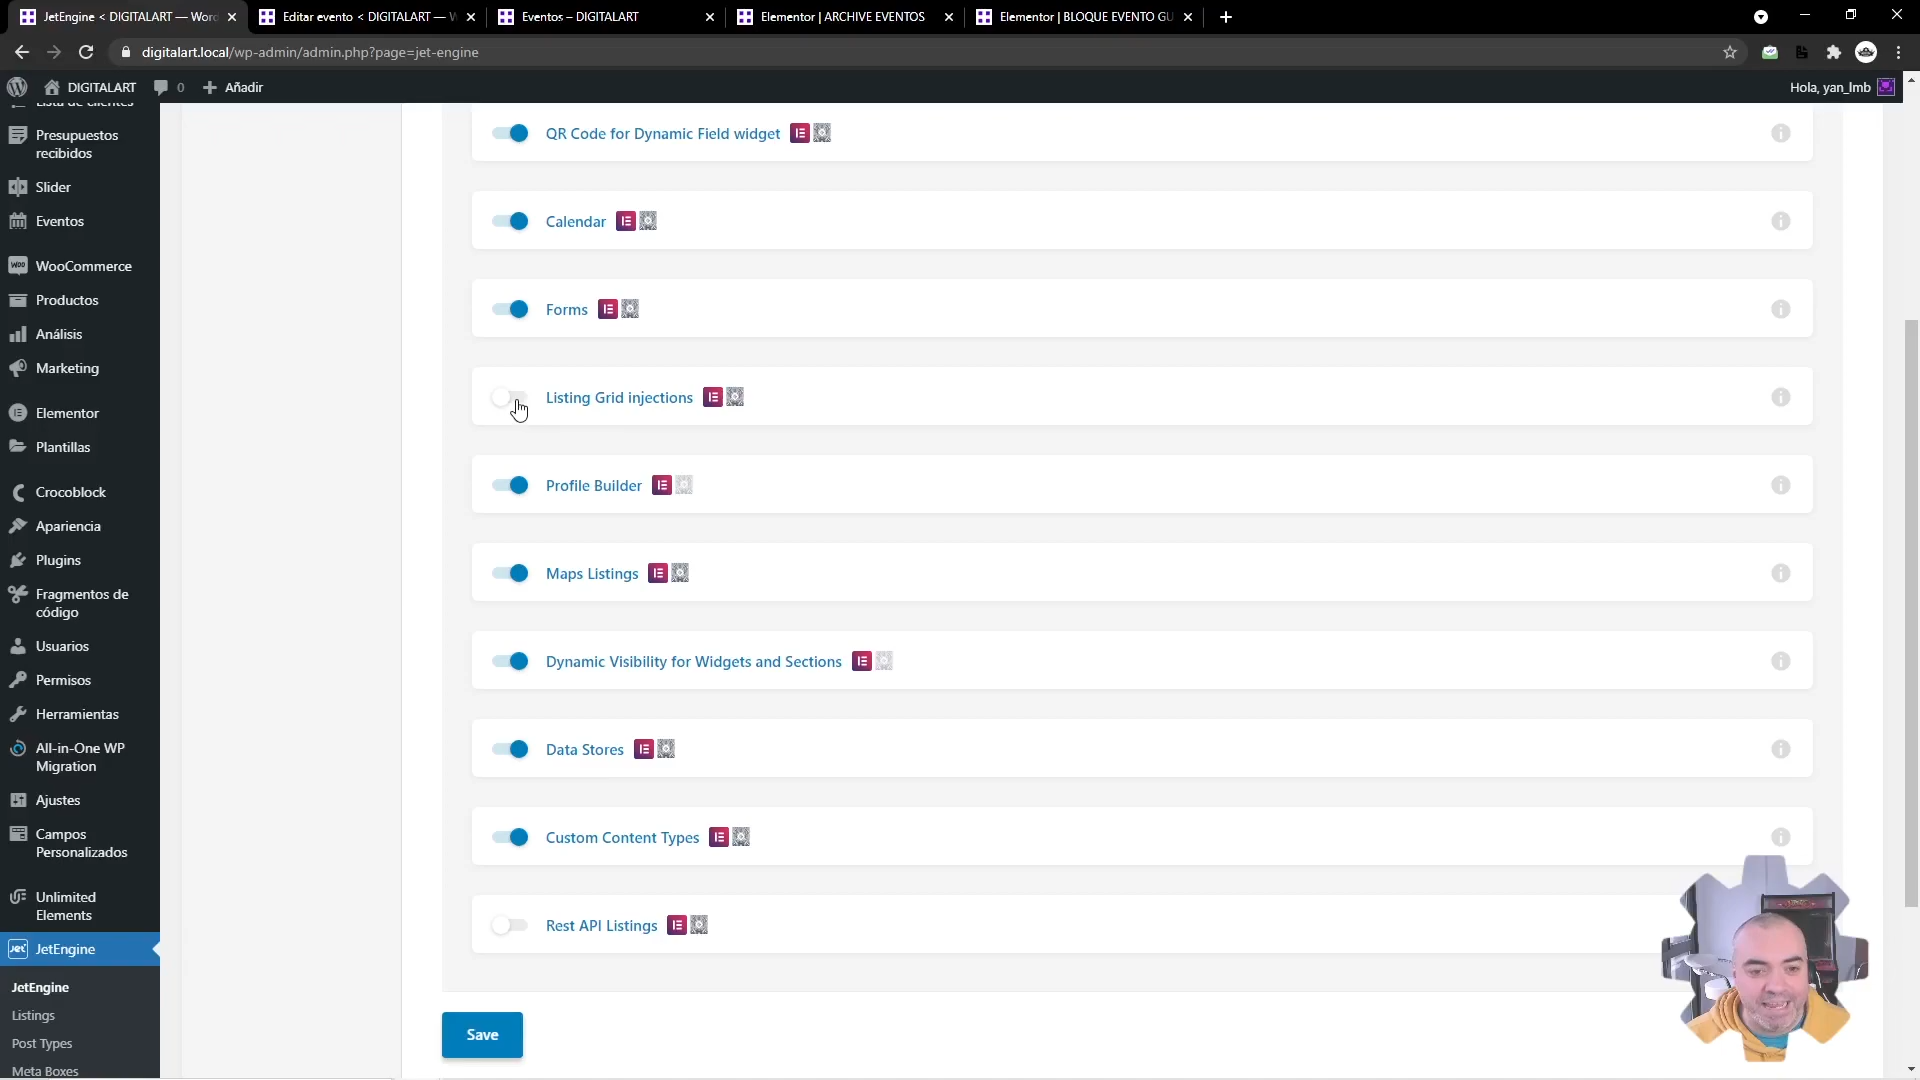 JetEngine < DIGITALART — Word
Editar evento < DIGITALART — W
Eventos – DIGITALART
Elementor | ARCHIVE EVENTOS
Elementor | BLOQUE EVENTO GU
digitalart.local/wp-admin/admin.php?page=jet-engine
DIGITALART
0
Añadir
Hola, yan_lmb
Lista de clientes
Presupuestos
recibidos
Slider
Eventos
WooCommerce
Productos
Análisis
Marketing
Elementor
Plantillas
Crocoblock
Apariencia
Plugins
Fragmentos de
código
Usuarios
Permisos
Herramientas
All-in-One WP
Migration
Ajustes
Campos
Personalizados
Unlimited
Elements
JetEngine
JetEngine
Listings
Post Types
Meta Boxes
QR Code for Dynamic Field widget
Calendar
Forms
Listing Grid injections
Profile Builder
Maps Listings
Dynamic Visibility for Widgets and Sections
Data Stores
Custom Content Types
Rest API Listings
Save